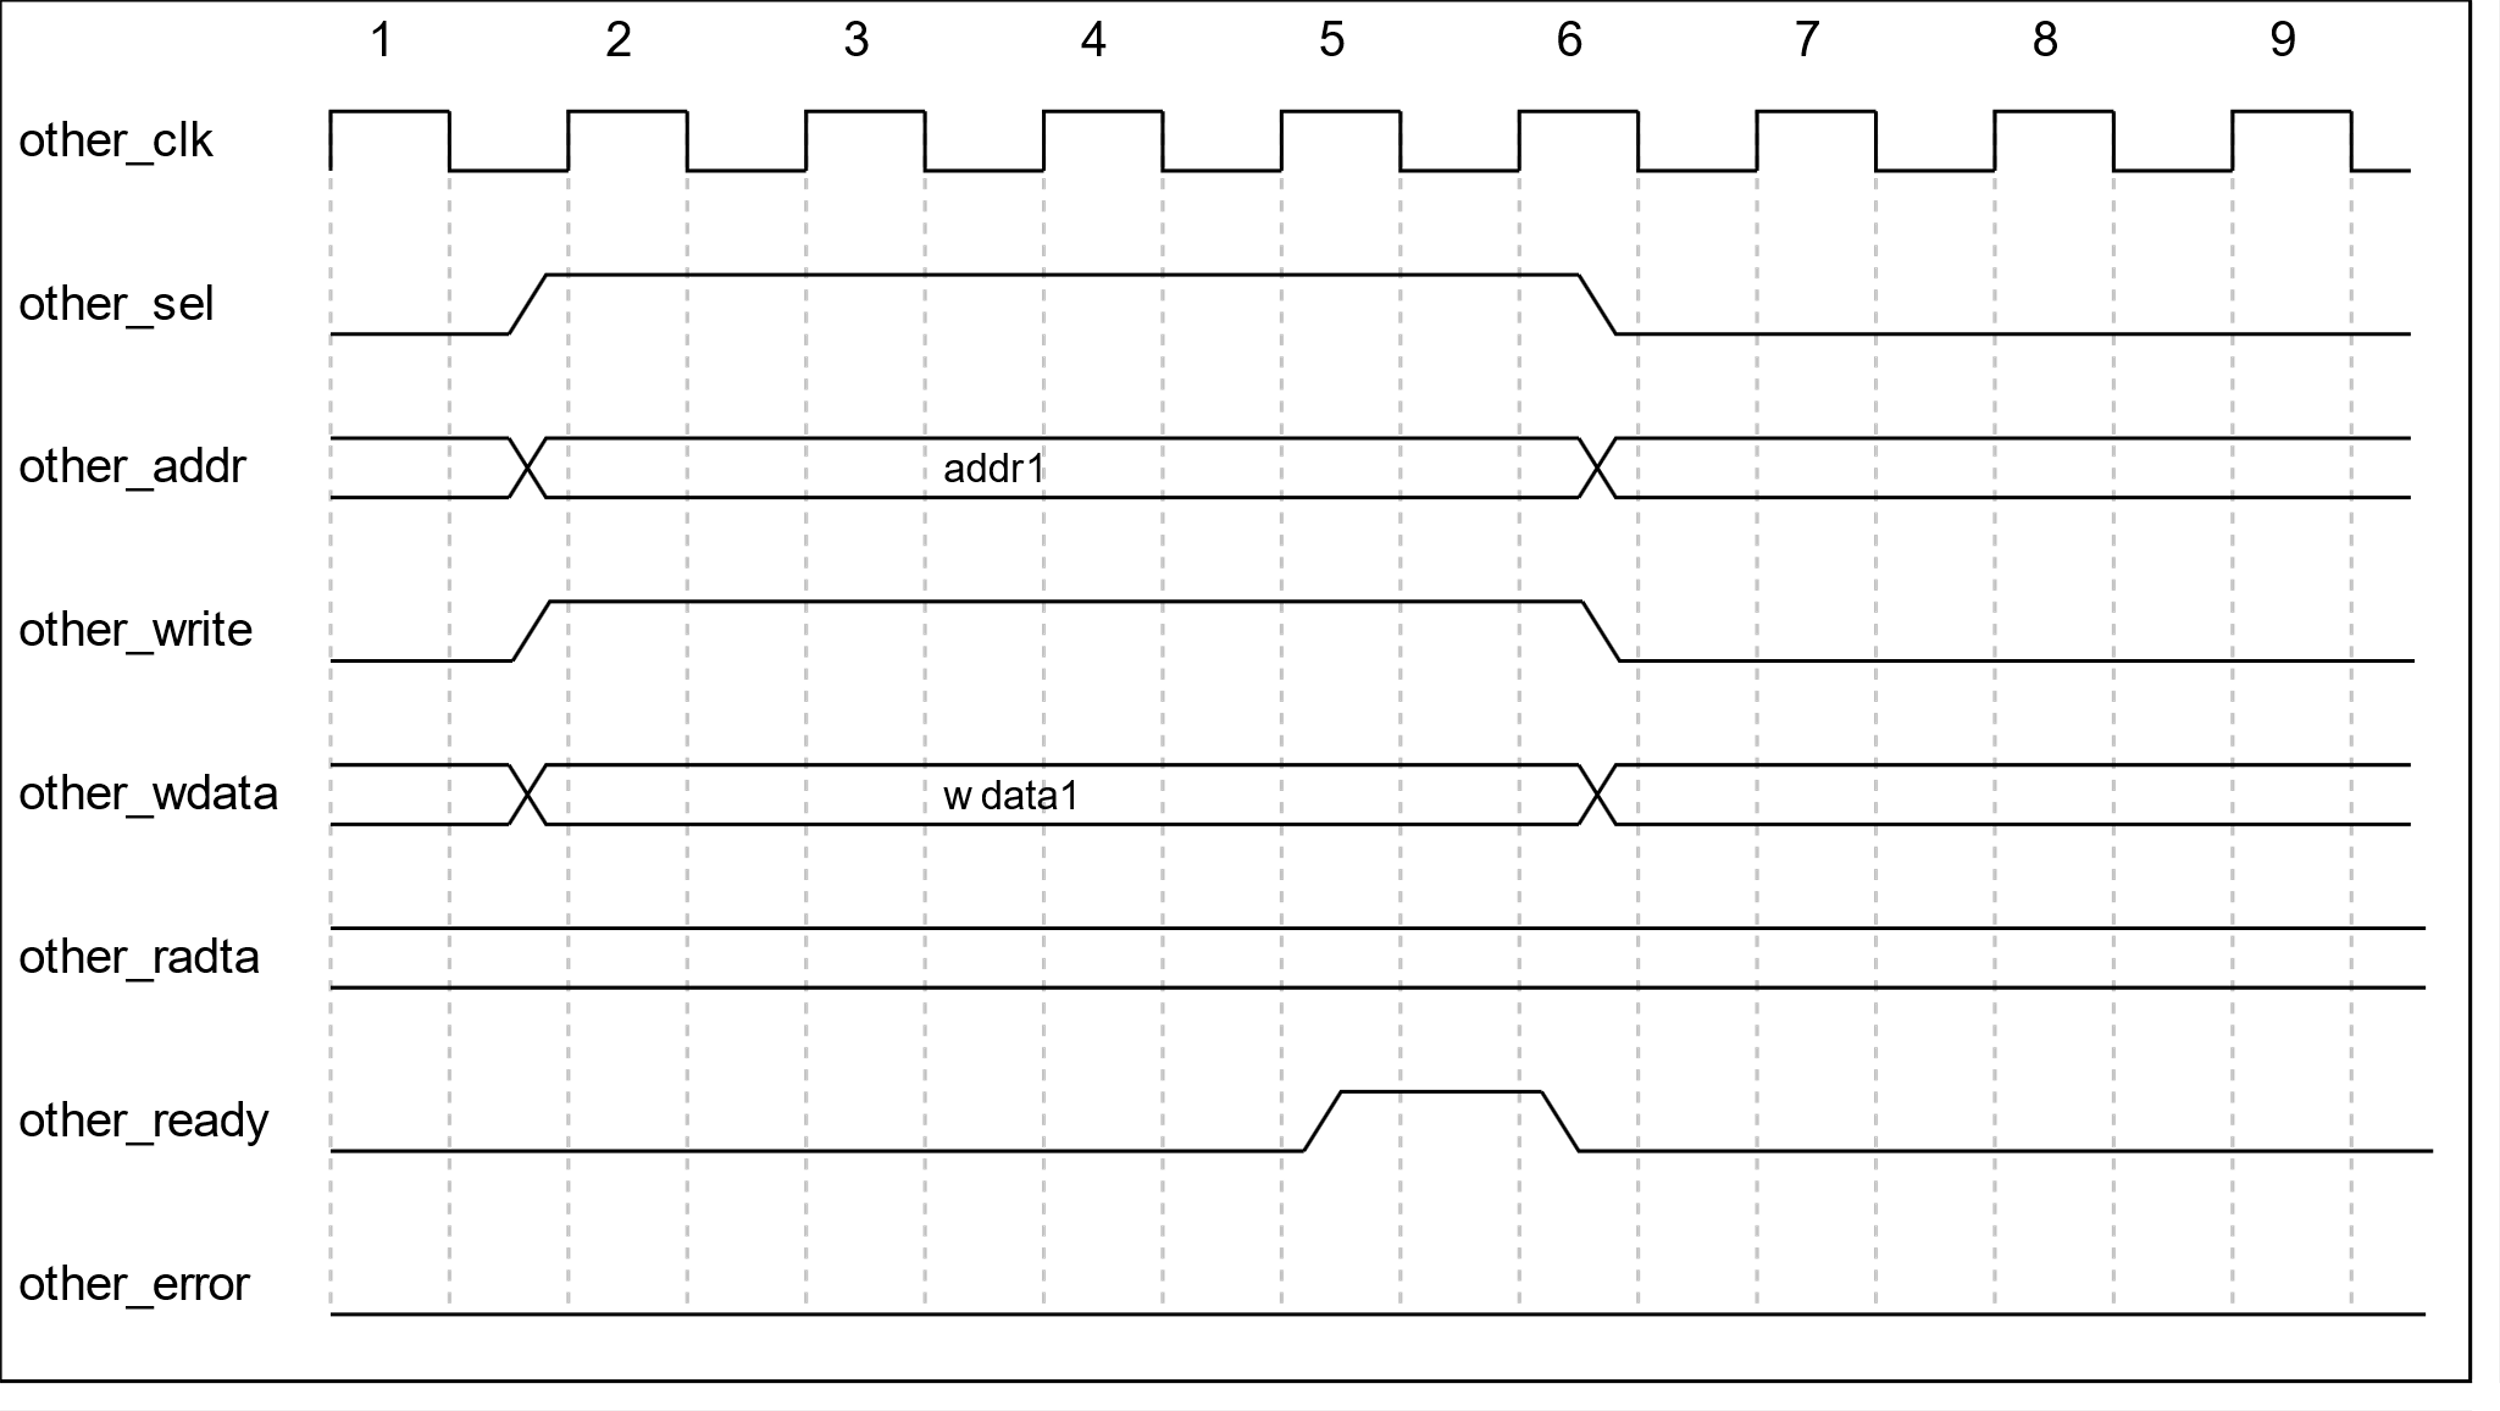 1 2 3 4 5 6 7 8 9
other_clk
other_sel
other_addr addr1
other_write
other_wdata w data1
other_radta
other_ready
other_error